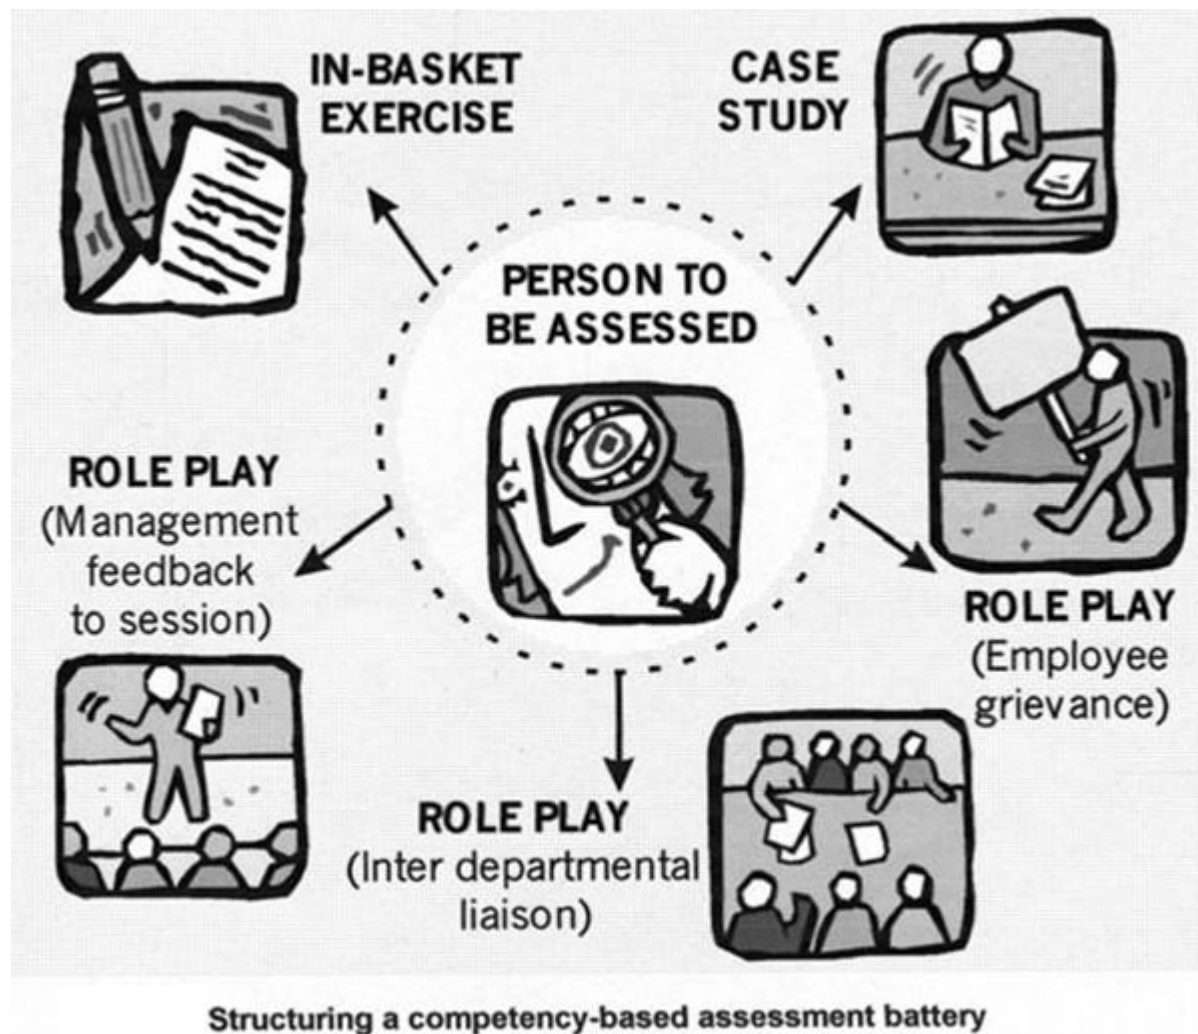 IN-BASKET
EXERCISE
CASE
STUDY
PERSON TO
BE ASSESSED
ROLE PLAY
(Management
feedback
to session)
ROLE PLAY
(Employee
grievance)
ROLE PLAY
(Inter departmental
liaison)
Structuring a competency-based assessment battery